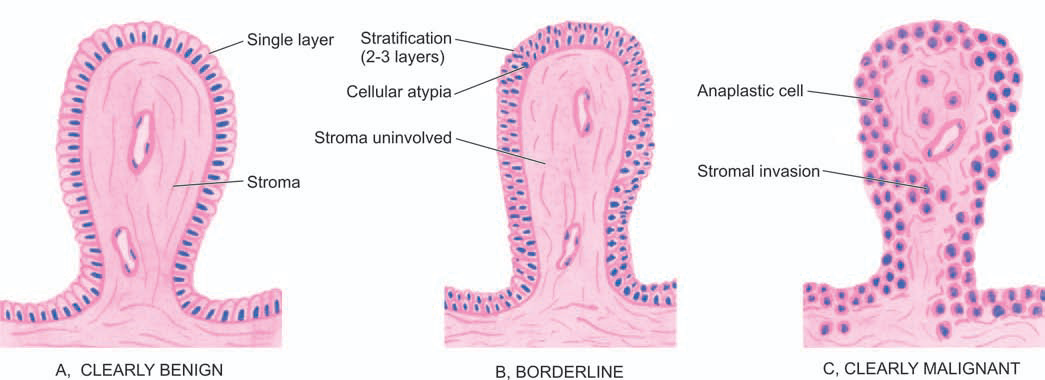 Single layer
Stroma
A, CLEARLY BENIGN
Stratification
(2-3 layers)
Cellular atypia
Stroma uninvolved
B, BORDERLINE
Anaplastic cell
Stromal invasion
C, CLEARLY MALIGNANT